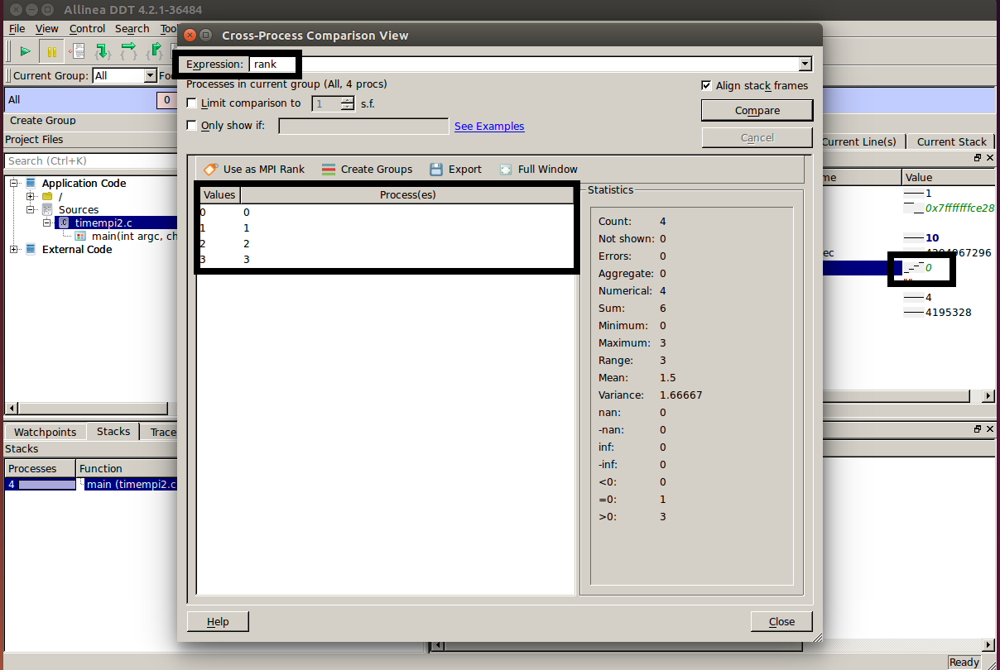 Allinea DDT 4.2.1-36484
File View Control Search
Current Group: All
All 0
Create Group
Project Files
Search (Ctrl+K)
Application Code
/
Sources
timempi2.c
main(int argc, ch
External Code
Watchpoints Stacks Trace
Stacks
Processes Function
4 main (timempi2.c
Cross-Process Comparison View
Expression: rank
Processes in current group (All, 4 procs)
Align stack frames
Limit comparison to 1 s.f.
Compare
Only show if: See Examples
Cancel
Use as MPI Rank Create Groups Export Full Window
Values Process(es)
0 0
1 1
2 2
3 3
Statistics
Count: 4
Not shown: 0
Errors: 0
Aggregate: 0
Numerical: 4
Sum: 6
Minimum: 0
Maximum: 3
Range: 3
Mean: 1.5
Variance: 1.66667
nan: 0
-nan: 0
inf: 0
-inf: 0
<0: 0
=0: 1
>0: 3
Help Close
Current Line(s) Current Stack
Value
1
0x7fffffffce28
10
0
4
4195328
Ready